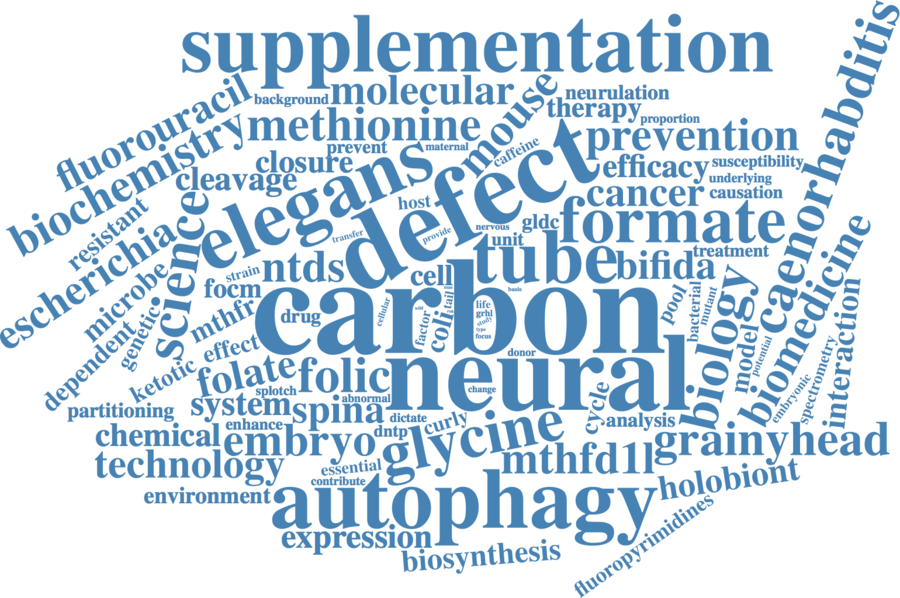 supplementation
caenorhabditis
background
molecular
neurulation
fluorouracil
mouse
therapy
proportion
biochemistry
methionine
prevent
maternal
caffeine
defect
prevention
closure
elegans
efficacy
susceptibility
cleavage
underlying
cancer
causation
resistant
science
host
transfer
provide
nervous
gldc
formate
escherichia
unit
tube
treatment
biomedicine
strain
ntds
cell
bifida
microbe
focm
carbon
basis
pool
bacterial
mutant
biology
genetic
mthfr
drug
cellular
factor
coli
tail
life
grhl
study
type
focus
model
potential
interaction
dependent
effect
ketotic
folate
folic
donor
neural
spectrometry
embryonic
splotch
abnormal
change
partitioning
system
spina
dictate
curly
cycle
analysis
enhance
dntp
chemical
embryo
glycine
grainyhead
technology
essential
contribute
mthfd1l
holobiont
environment
autophagy
fluoropyrimidines
expression
biosynthesis